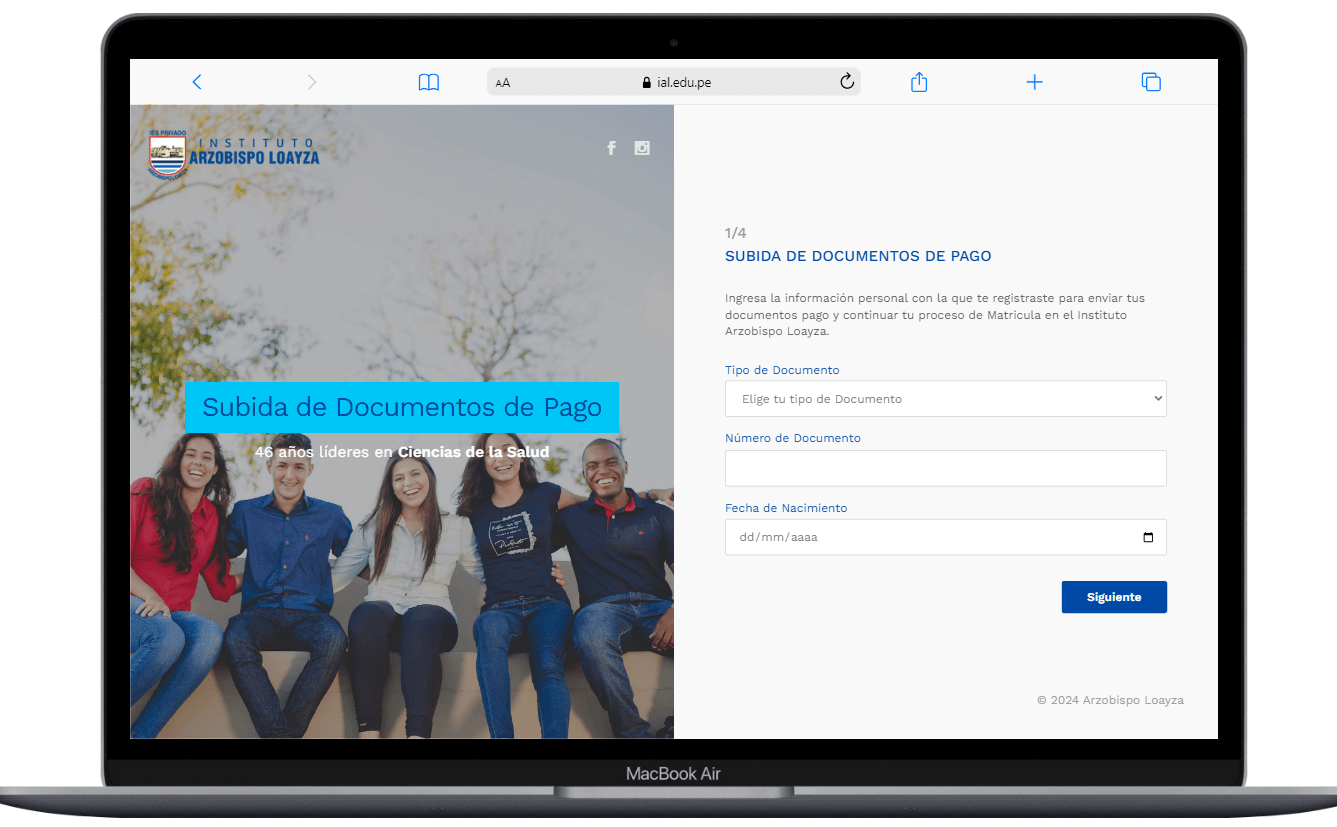 AA
ial.edu.pe
IES PRIVADO
INSTITUTO
ARZOBISPO LOAYZA
Subida de Documentos de Pago
46 años líderes en Ciencias de la Salud
1/4
SUBIDA DE DOCUMENTOS DE PAGO
Ingresa la información personal con la que te registraste para enviar tus
documentos pago y continuar tu proceso de Matricula en el Instituto
Arzobispo Loayza.
Tipo de Documento
Elige tu tipo de Documento
Número de Documento
Fecha de Nacimiento
dd/mm/aaaa
Siguiente
© 2024 Arzobispo Loayza
MacBook Air